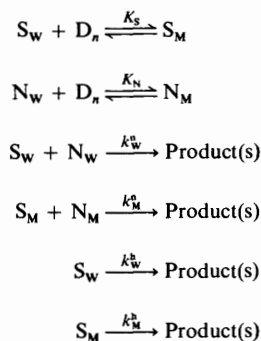 S_W + D_n ⇌ S_M K_S
N_W + D_n ⇌ N_M K_N
S_W + N_W —k_W^n→ Product(s)
S_M + N_M —k_M^n→ Product(s)
S_W —k_W^h→ Product(s)
S_M —k_M^h→ Product(s)